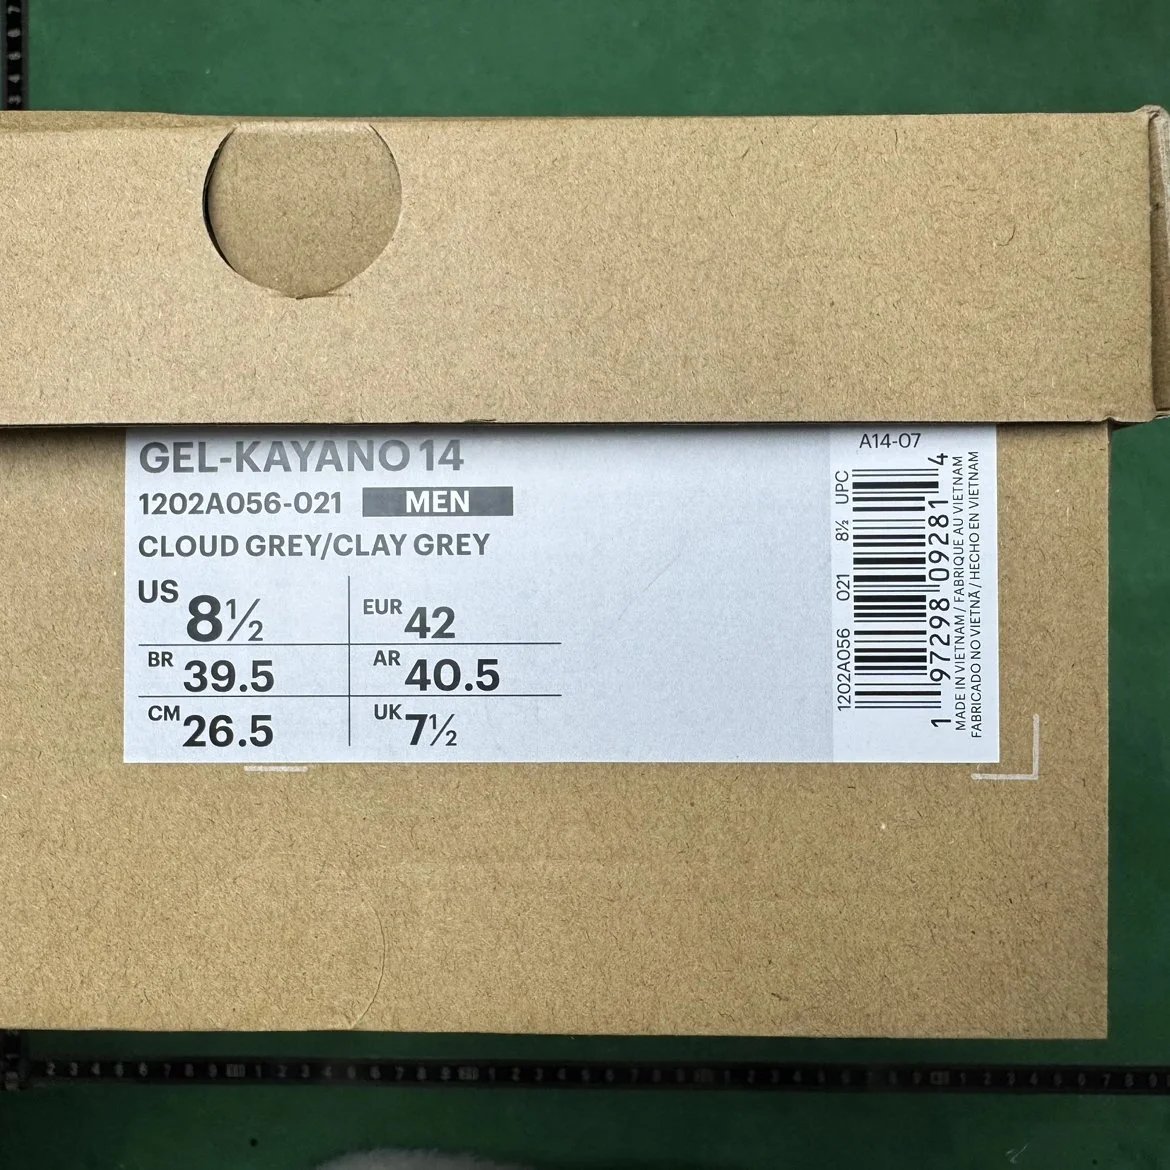 GEL-KAYANO 14
1202A056-021 MEN
CLOUD GREY/CLAY GREY
US 8½
EUR 42
BR 39.5
AR 40.5
CM 26.5
UK 7½
A14-07
1202A056 021 8½ UPC
1 97298 09281 4
MADE IN VIETNAM / FABRIQUE AU VIETNAM
FABRICADO NO VIETNÃ / HECHO EN VIETNAM